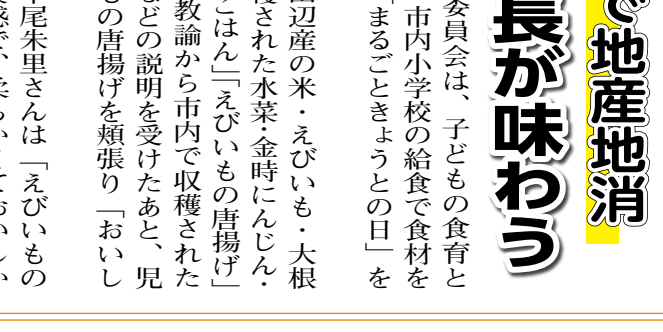 で地産地消
長が味わう
委員会は、子どもの食育と
市内小学校の給食で食材を
「まるごときょうとの日」を
田辺産の米・えびいも・大根
穫された水菜・金時にんじん・
ごはん」「えびいもの唐揚げ」
教諭から市内で収穫された
などの説明を受けたあと、児
もの唐揚げを頬張り「おいし
尾朱里さんは「えびいもの